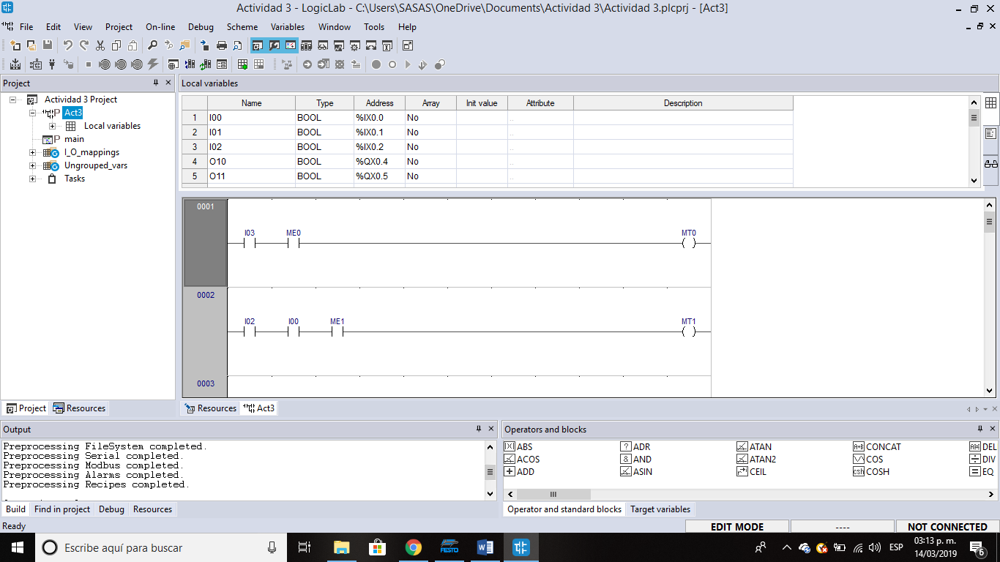 Actividad 3 - LogicLab - C:\Users\SASAS\OneDrive\Documents\Actividad 3\Actividad 3.plcprj - [Act3]
File Edit View Project On-line Debug Scheme Variables Window Tools Help
Project
Actividad 3 Project
Act3
Local variables
main
I_O_mappings
Ungrouped_vars
Tasks
Project Resources
Local variables
Name Type Address Array Init value Attribute Description
1 I00 BOOL %IX0.0 No ..
2 I01 BOOL %IX0.1 No ..
3 I02 BOOL %IX0.2 No ..
4 O10 BOOL %QX0.4 No ..
5 O11 BOOL %QX0.5 No ..
0001
I03 ME0 MT0
0002
I02 I00 ME1 MT1
0003
Resources Act3
Output
Preprocessing FileSystem completed.
Preprocessing Serial completed.
Preprocessing Modbus completed.
Preprocessing Alarms completed.
Preprocessing Recipes completed.
Build Find in project Debug Resources
Operators and blocks
ABS ADR ATAN CONCAT DEL
ACOS AND ATAN2 COS DIV
ADD ASIN CEIL COSH EQ
Operator and standard blocks Target variables
Ready EDIT MODE ---- NOT CONNECTED
Escribe aquí para buscar
FESTO
ESP
03:13 p. m.
14/03/2019
6